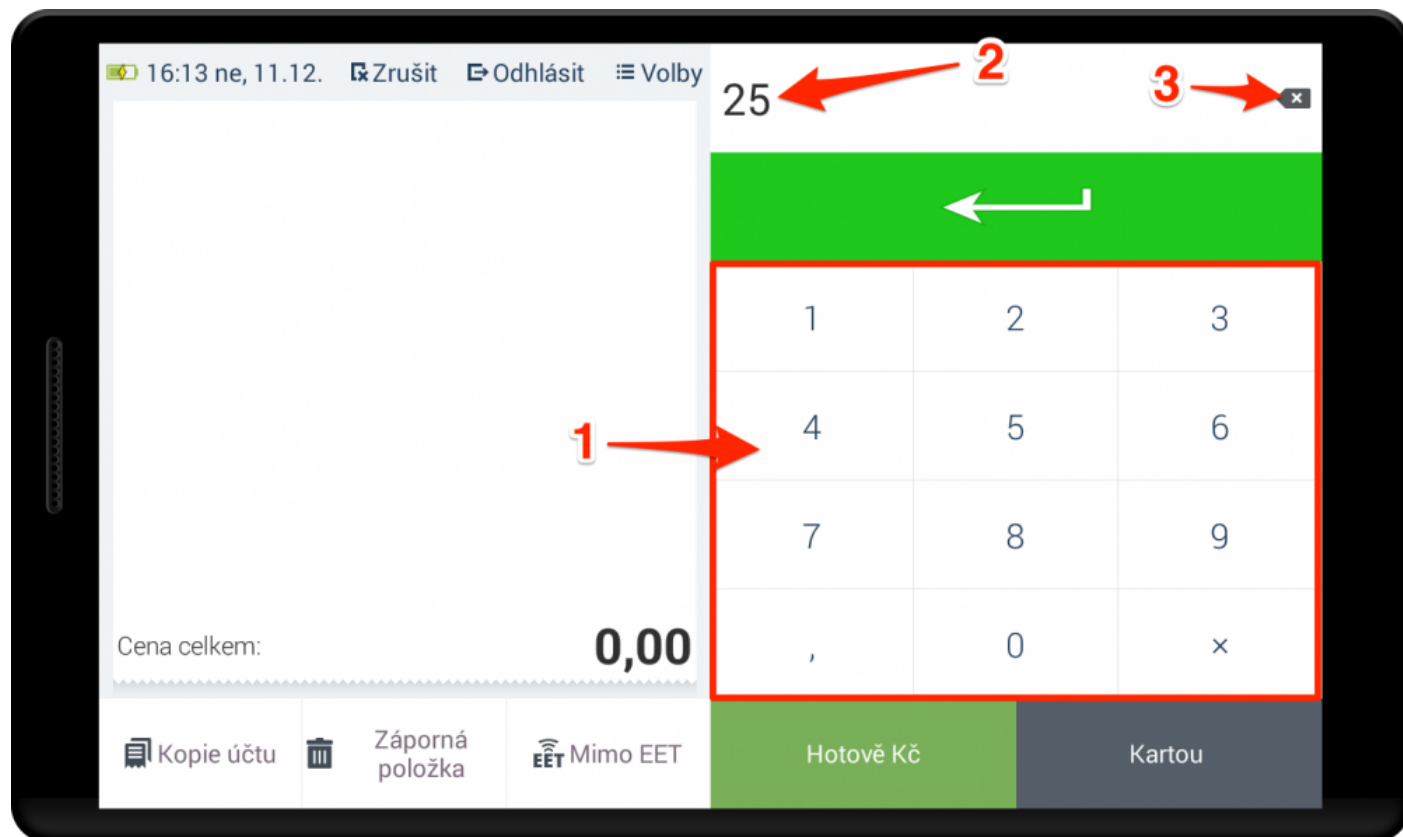 16:13 ne, 11.12. Zrušit Odhlásit Volby
25
2
3
1 2 3
4 5 6
1
7 8 9
, 0 ×
Cena celkem: 0,00
Kopie účtu
Záporná
položka
EET Mimo EET
Hotově Kč
Kartou